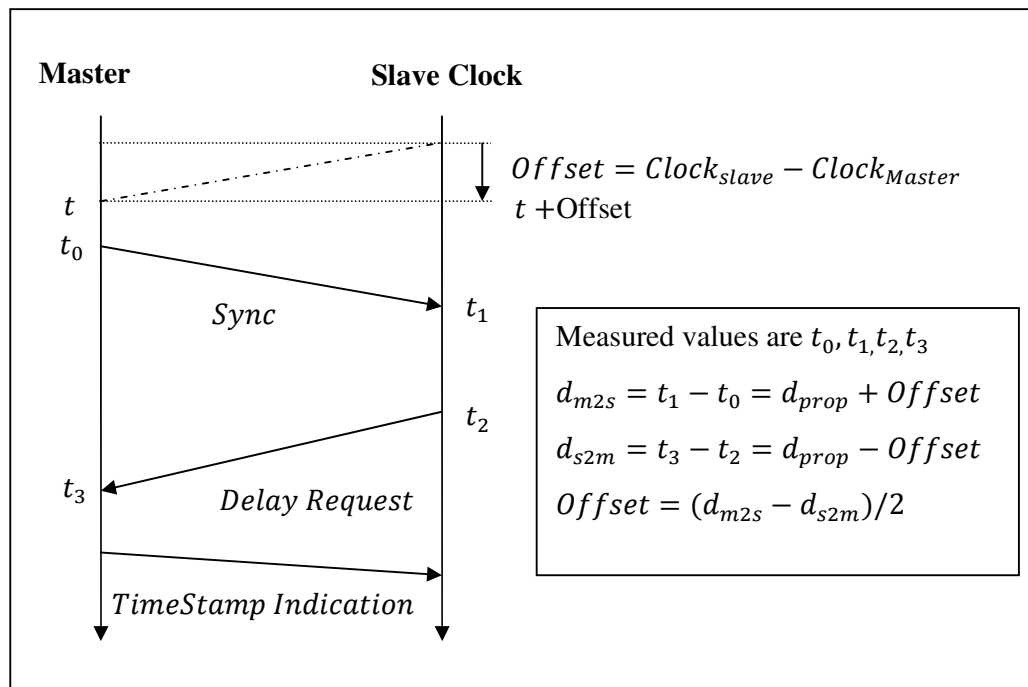 Master
Slave Clock
Offset = Clock_slave − Clock_Master
t
t +Offset
t_0
Sync
t_1
t_2
t_3
Delay Request
TimeStamp Indication
Measured values are t_0, t_1, t_2, t_3
d_m2s = t_1 − t_0 = d_prop + Offset
d_s2m = t_3 − t_2 = d_prop − Offset
Offset = (d_m2s − d_s2m)/2